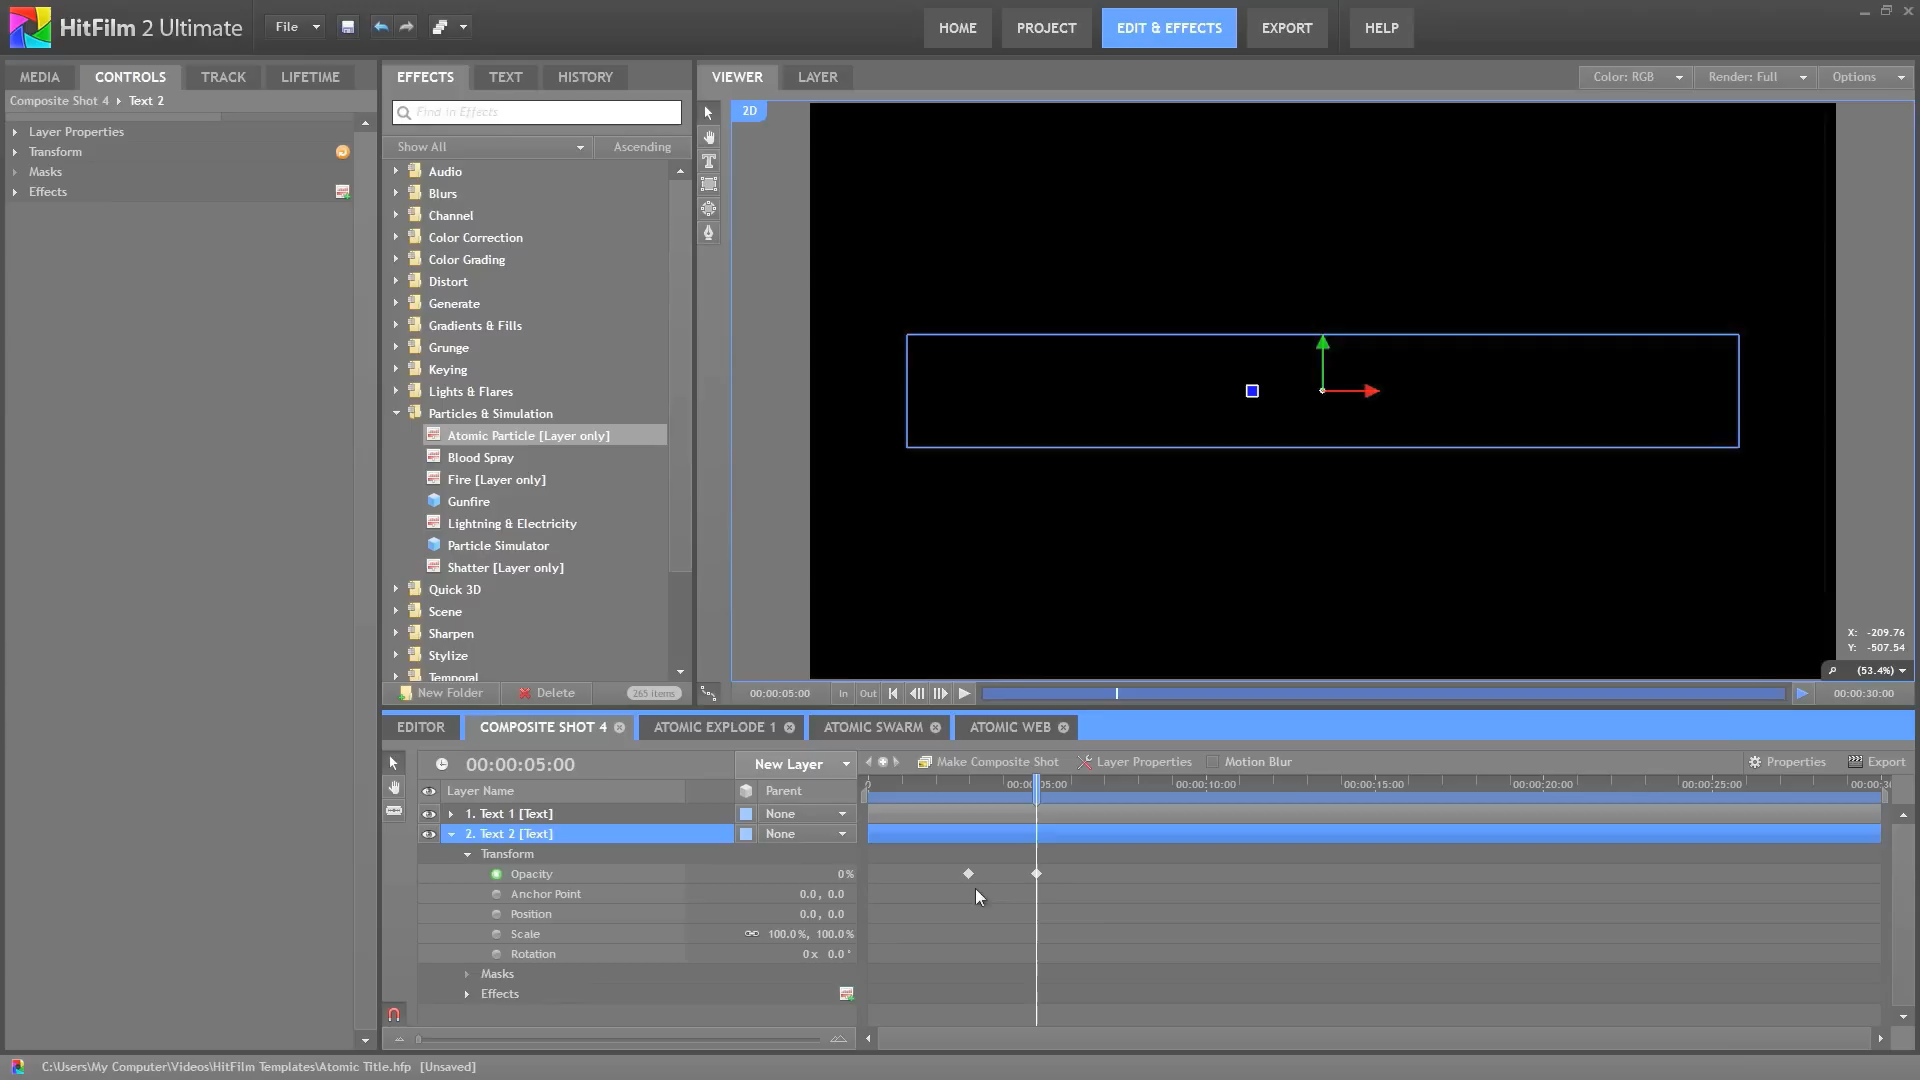 HitFilm 2 Ultimate
File
HOME
PROJECT
EDIT & EFFECTS
EXPORT
HELP
MEDIA
CONTROLS
TRACK
LIFETIME
Composite Shot 4 Text 2
Layer Properties
Transform
Masks
Effects
EFFECTS
TEXT
HISTORY
Find in Effects
Show All
Ascending
Audio
Blurs
Channel
Color Correction
Color Grading
Distort
Generate
Gradients & Fills
Grunge
Keying
Lights & Flares
Particles & Simulation
Atomic Particle [Layer only]
Blood Spray
Fire [Layer only]
Gunfire
Lightning & Electricity
Particle Simulator
Shatter [Layer only]
Quick 3D
Scene
Sharpen
Stylize
Temporal
New Folder
Delete
265 items
VIEWER
LAYER
Color: RGB
Render: Full
Options
2D
X: -209.76
Y: -507.54
(53.4%)
00:00:05:00
In
Out
00:00:30:00
EDITOR
COMPOSITE SHOT 4
ATOMIC EXPLODE 1
ATOMIC SWARM
ATOMIC WEB
00:00:05:00
New Layer
Make Composite Shot
Layer Properties
Motion Blur
Properties
Export
Layer Name
Parent
0
00:00:05:00
00:00:10:00
00:00:15:00
00:00:20:00
00:00:25:00
00:00:30
1. Text 1 [Text]
None
2. Text 2 [Text]
None
Transform
Opacity
0%
Anchor Point
0.0, 0.0
Position
0.0, 0.0
Scale
100.0%, 100.0%
Rotation
0x 0.0°
Masks
Effects
C:\Users\My Computer\Videos\HitFilm Templates\Atomic Title.hfp [Unsaved]